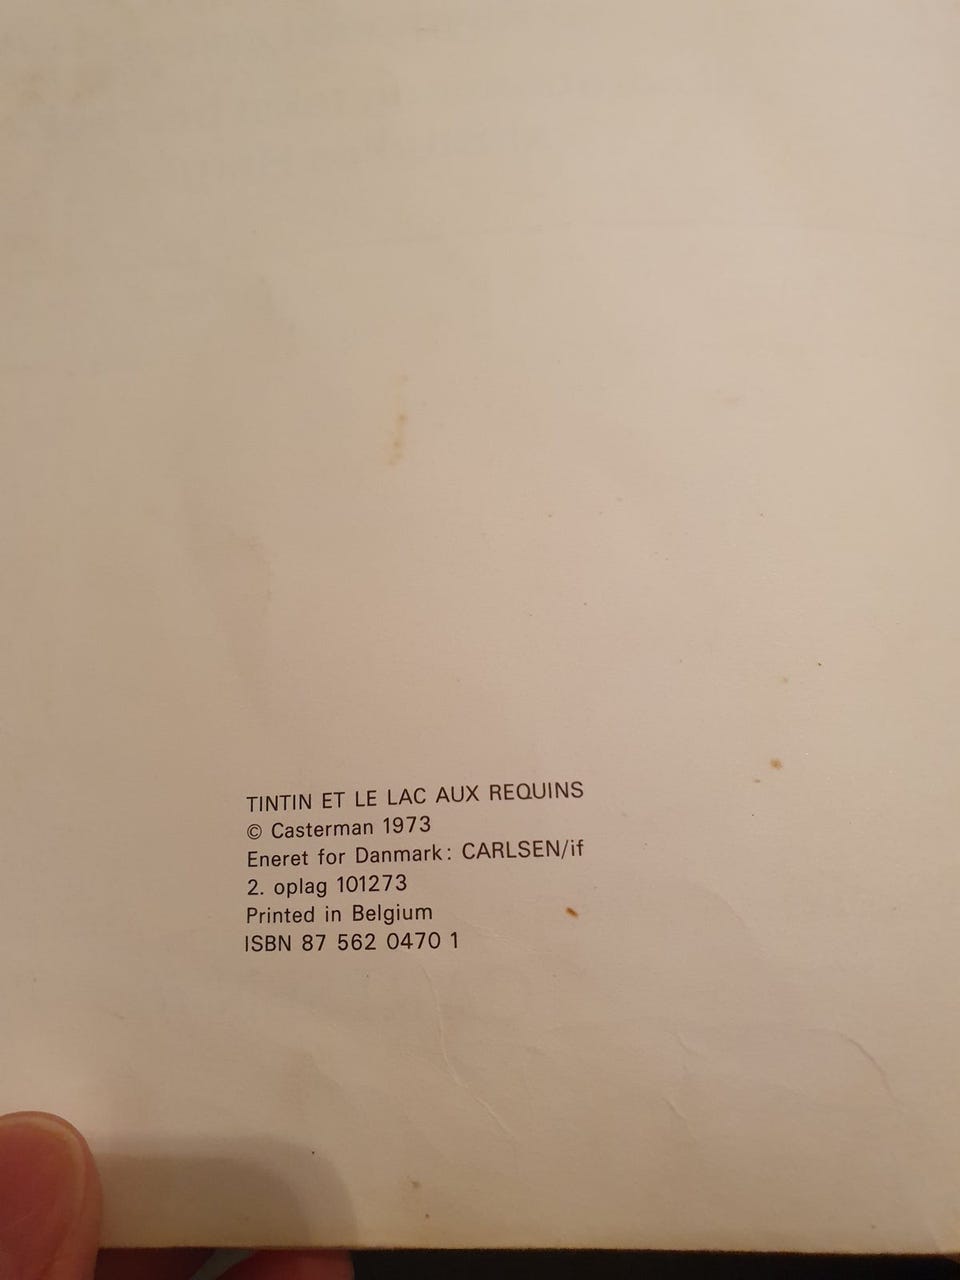 TINTIN ET LE LAC AUX REQUINS
© Casterman 1973
Eneret for Danmark: CARLSEN/if
2. oplag 101273
Printed in Belgium
ISBN 87 562 0470 1